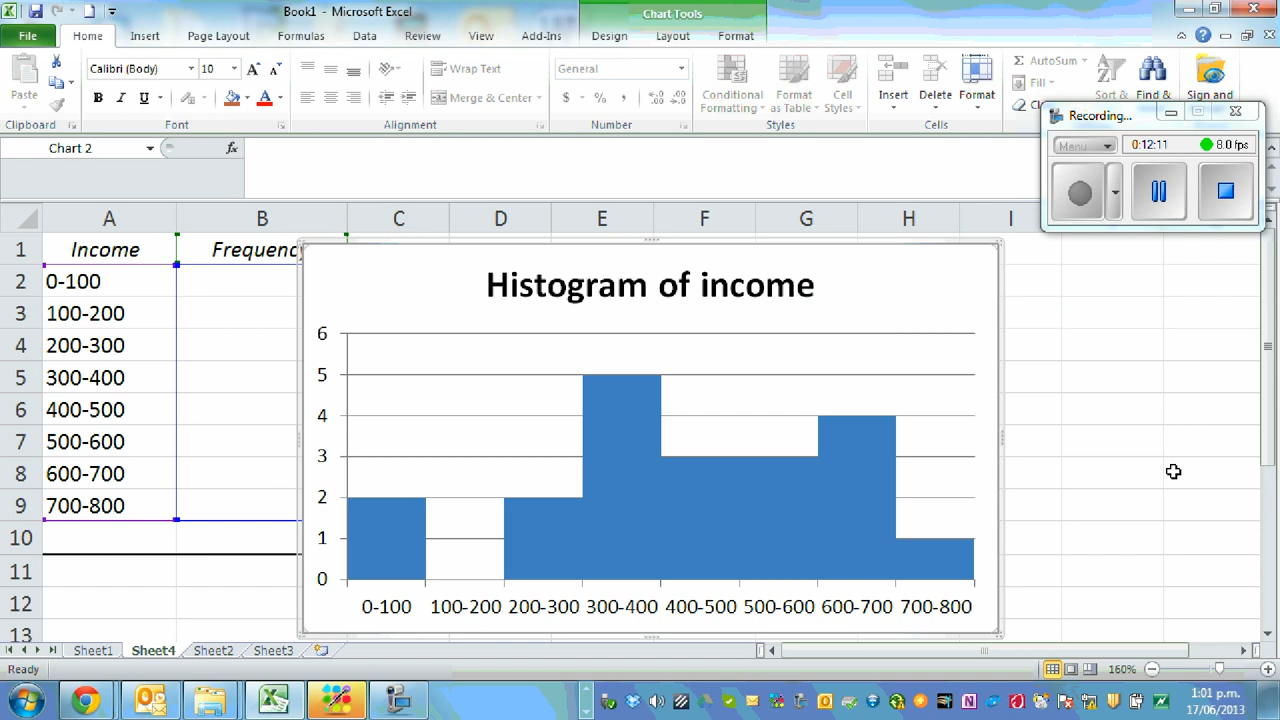 Book1 - Microsoft Excel
Chart Tools
File Home Insert Page Layout Formulas Data Review View Add-Ins Design Layout Format
Paste
Calibri (Body) 10 A A
Wrap Text
General
B I U A
Merge & Center
$ % ,
Conditional Formatting
Format as Table
Cell Styles
Insert Delete Format
Σ AutoSum
Fill
Sort &
Find &
Sign and
Clipboard Font Alignment Number Styles Cells
Recording...
Menu 0:12:11 8.0 fps
Chart 2 fx
A B C D E F G H I
1 Income Frequency
2 0-100
3 100-200
4 200-300
5 300-400
6 400-500
7 500-600
8 600-700
9 700-800
10
11
12
13
Histogram of income
6
5
4
3
2
1
0
0-100 100-200 200-300 300-400 400-500 500-600 600-700 700-800
Sheet1 Sheet4 Sheet2 Sheet3
Ready 160%
1:01 p.m.
17/06/2013